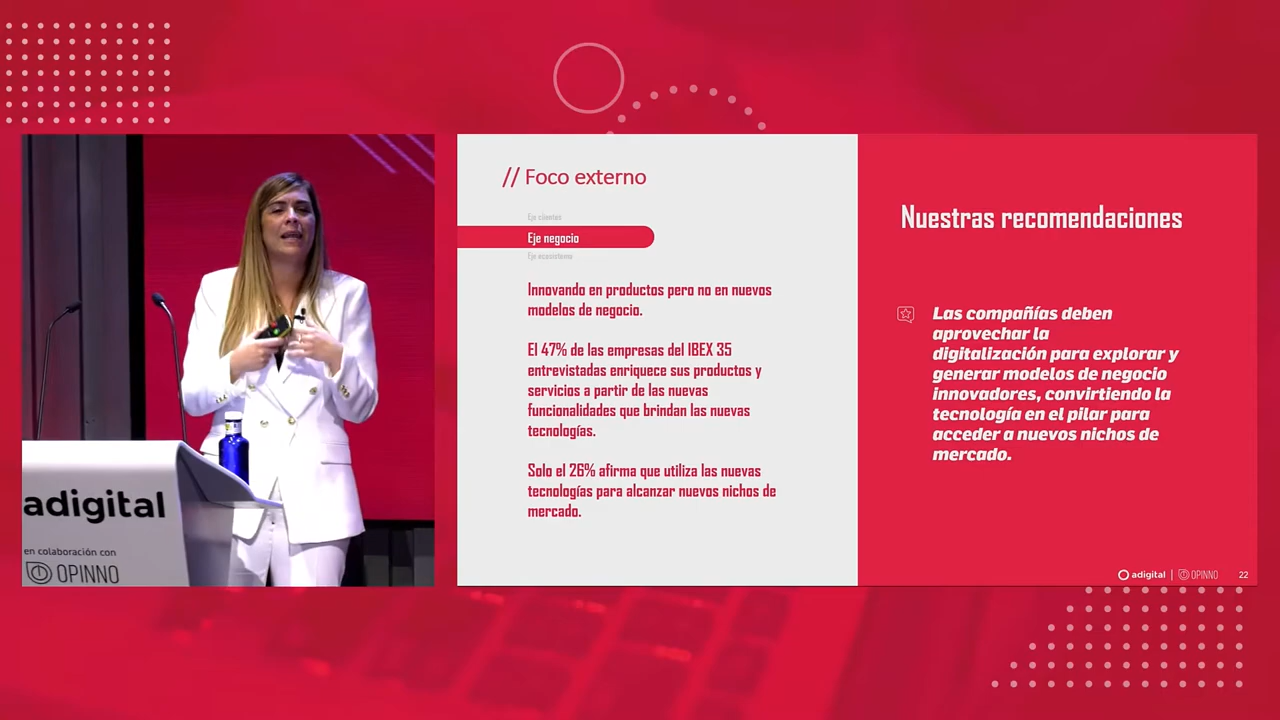 adigital
en colaboración con
OPINNO
// Foco externo
Eje clientes
Eje negocio
Eje ecosistema
Innovando en productos pero no en nuevos
modelos de negocio.
El 47% de las empresas del IBEX 35
entrevistadas enriquece sus productos y
servicios a partir de las nuevas
funcionalidades que brindan las nuevas
tecnologías.
Solo el 26% afirma que utiliza las nuevas
tecnologías para alcanzar nuevos nichos de
mercado.
Nuestras recomendaciones
Las compañías deben
aprovechar la
digitalización para explorar y
generar modelos de negocio
innovadores, convirtiendo la
tecnología en el pilar para
acceder a nuevos nichos de
mercado.
adigital | OPINNO 22